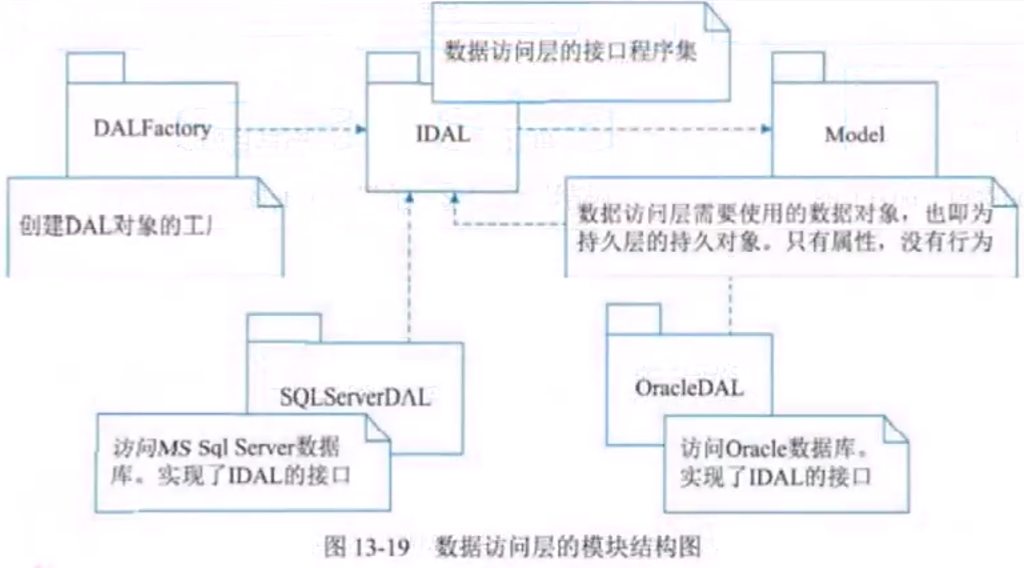 数据访问层的接口程序集
DALFactory
IDAL
Model
创建DAL对象的工厂
数据访问层需要使用的数据对象，也即为
持久层的持久对象。只有属性，没有行为
SQLServerDAL
OracleDAL
访问MS Sql Server数据
库。实现了IDAL的接口
访问Oracle数据库。
实现了IDAL的接口
图 13-19 数据访问层的模块结构图